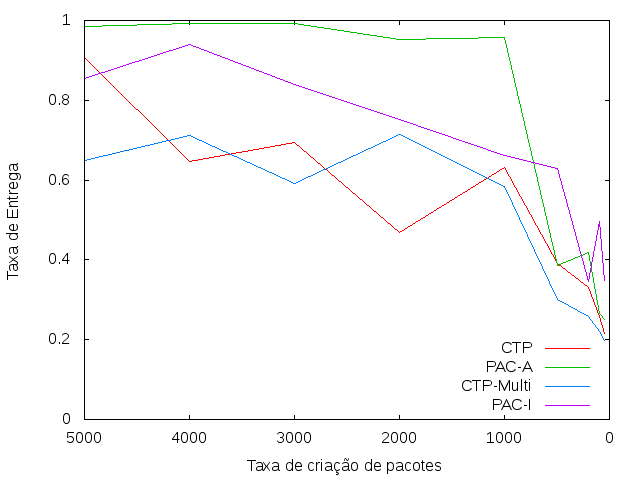 1
0.8
0.6
0.4
0.2
0
Taxa de Entrega
CTP
PAC-A
CTP-Multi
PAC-I
5000 4000 3000 2000 1000 0
Taxa de criação de pacotes